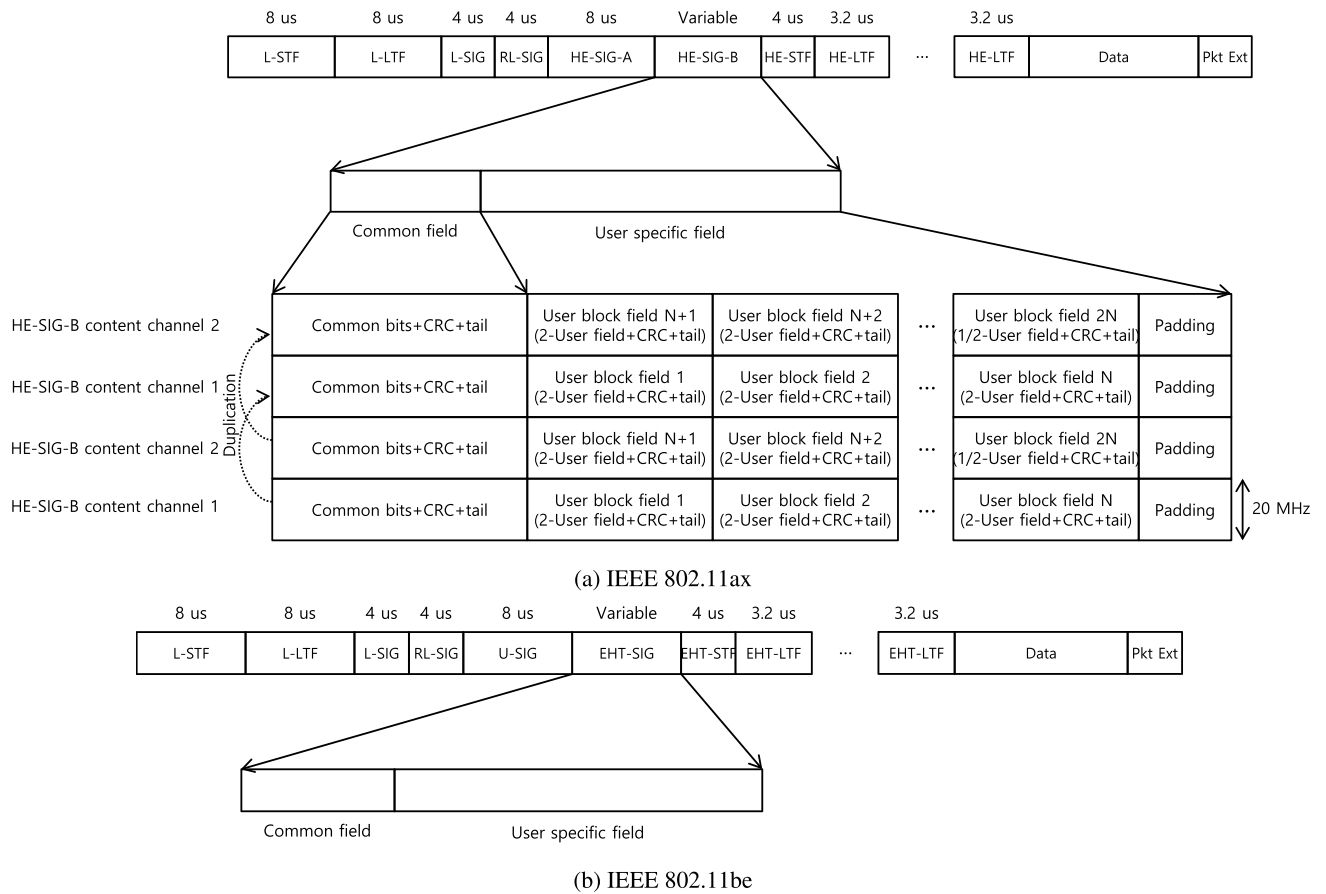 8 us 8 us 4 us 4 us 8 us Variable 4 us 3.2 us 3.2 us
L-STF L-LTF L-SIG RL-SIG HE-SIG-A HE-SIG-B HE-STF HE-LTF ... HE-LTF Data Pkt Ext
Common field User specific field
HE-SIG-B content channel 2 Common bits+CRC+tail User block field N+1 User block field N+2 ... User block field 2N Padding
(2-User field+CRC+tail) (2-User field+CRC+tail) (1/2-User field+CRC+tail)
HE-SIG-B content channel 1 Common bits+CRC+tail User block field 1 User block field 2 ... User block field N Padding
(2-User field+CRC+tail) (2-User field+CRC+tail) (2-User field+CRC+tail)
Duplication
HE-SIG-B content channel 2 Common bits+CRC+tail User block field N+1 User block field N+2 ... User block field 2N Padding
(2-User field+CRC+tail) (2-User field+CRC+tail) (1/2-User field+CRC+tail)
HE-SIG-B content channel 1 Common bits+CRC+tail User block field 1 User block field 2 ... User block field N Padding 20 MHz
(2-User field+CRC+tail) (2-User field+CRC+tail) (2-User field+CRC+tail)
(a) IEEE 802.11ax
8 us 8 us 4 us 4 us 8 us Variable 4 us 3.2 us 3.2 us
L-STF L-LTF L-SIG RL-SIG U-SIG EHT-SIG EHT-STF EHT-LTF ... EHT-LTF Data Pkt Ext
Common field User specific field
(b) IEEE 802.11be